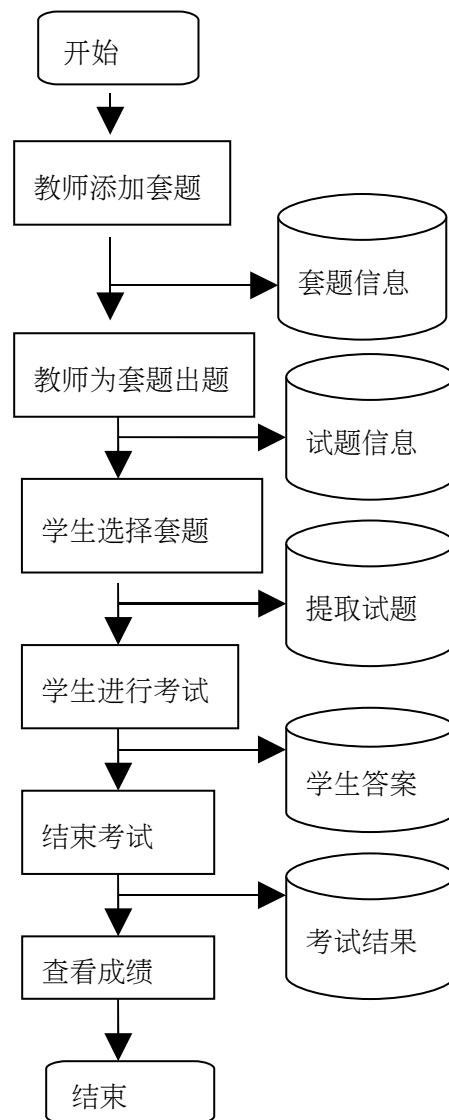 开始
教师添加套题
套题信息
教师为套题出题
试题信息
学生选择套题
提取试题
学生进行考试
学生答案
结束考试
考试结果
查看成绩
结束